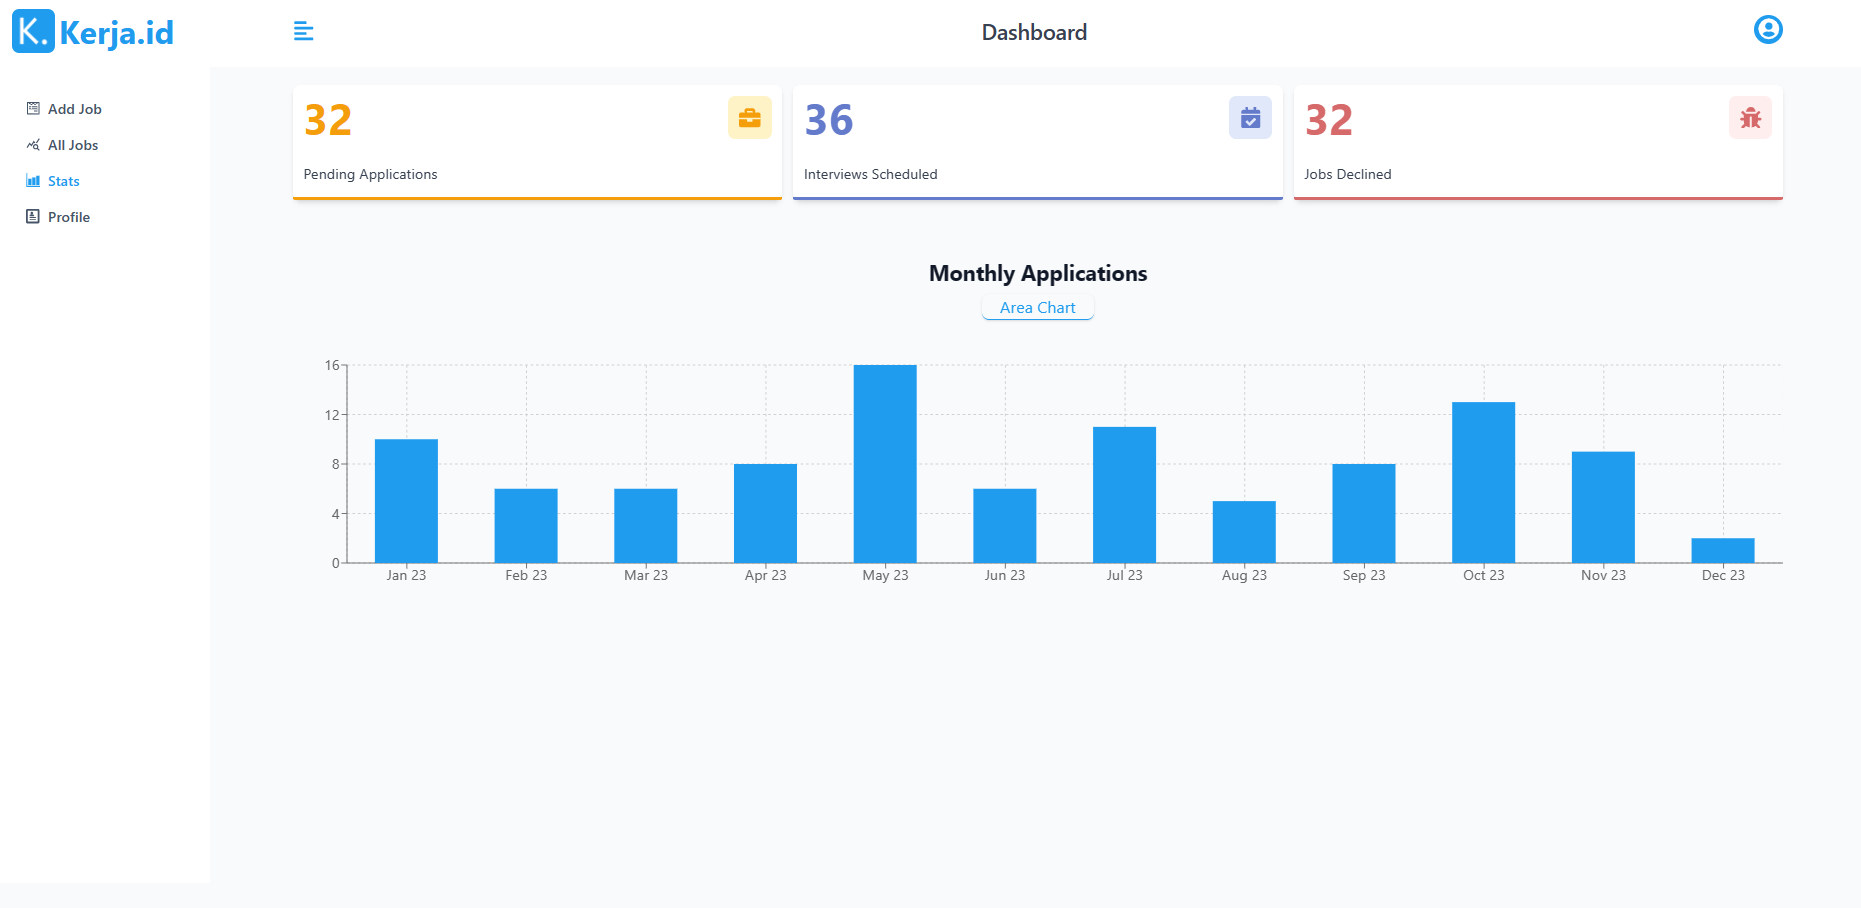 K. Kerja.id
Dashboard
Add Job
All Jobs
Stats
Profile
32
Pending Applications
36
Interviews Scheduled
32
Jobs Declined
Monthly Applications
Area Chart
16
12
8
4
0
Jan 23 Feb 23 Mar 23 Apr 23 May 23 Jun 23 Jul 23 Aug 23 Sep 23 Oct 23 Nov 23 Dec 23